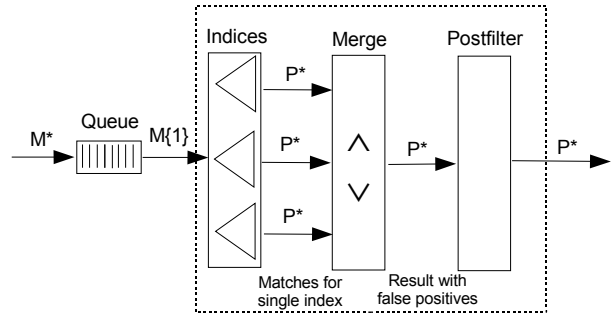 Indices
Merge
Postfilter
P*
Queue
M*
M{1}
P*
P*
P*
P*
∧
∨
Matches for
single index
Result with
false positives